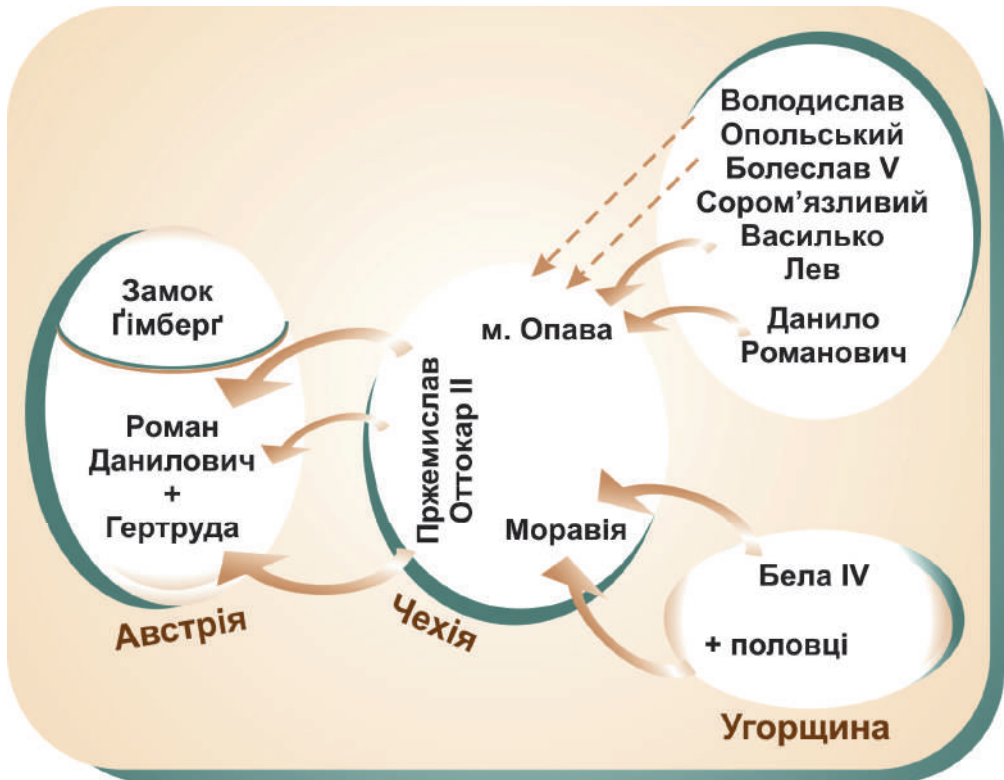 Володислав
Опольський
Болеслав V
Сором’язливий
Василько
Лев
Данило
Романович
Замок
Ґімберґ
м. Опава
Роман
Данилович
+
Гертруда
Пржемислав
Оттокар II
Моравія
Бела IV
+ половці
Австрія
Чехія
Угорщина